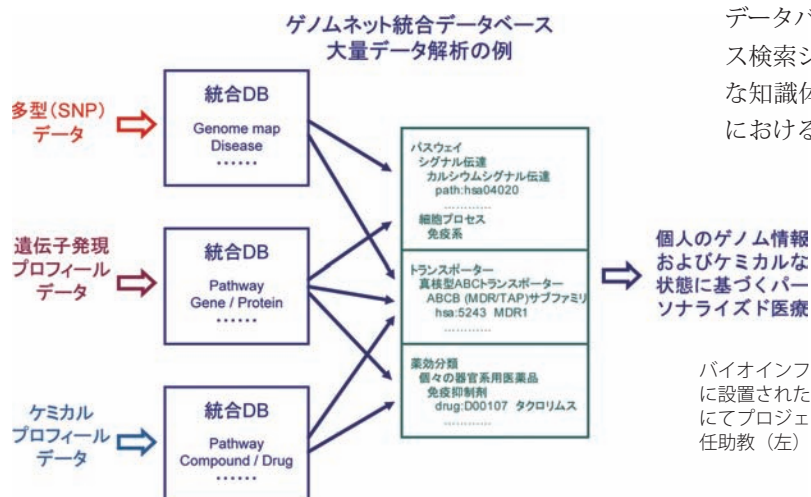 ゲノムネット統合データベース
大量データ解析の例
多型（SNP）
データ
統合DB
Genome map
Disease
……
遺伝子発現
プロフィール
データ
統合DB
Pathway
Gene / Protein
……
ケミカル
プロフィール
データ
統合DB
Pathway
Compound / Drug
……
パスウェイ
シグナル伝達
カルシウムシグナル伝達
path:hsa04020
…………
細胞プロセス
免疫系
トランスポーター
真核型ABCトランスポーター
ABCB (MDR/TAP)サブファミリ
hsa:5243 MDR1
…………
薬効分類
個々の器官系用医薬品
免疫抑制剤
drug:D00107 タクロリムス
…………
個人のゲノム情報
およびケミカルな
状態に基づくパー
ソナライズド医療
データバ
ス検索シ
な知識体
における
バイオインフ
に設置された
にてプロジェ
任助教（左）